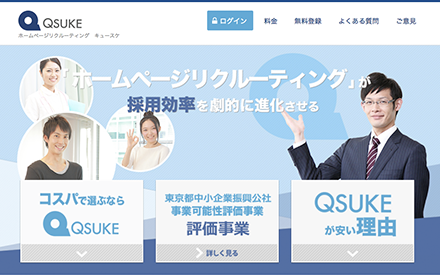 QSUKE
ホームページリクルーティング キュースケ
ログイン
料金
無料登録
よくある質問
ご意見
「ホームページリクルーティング」が
採用効率を劇的に進化させる
コスパで選ぶなら
QSUKE
東京都中小企業振興公社
事業可能性評価事業
評価事業
詳しく見る
QSUKE
が安い理由